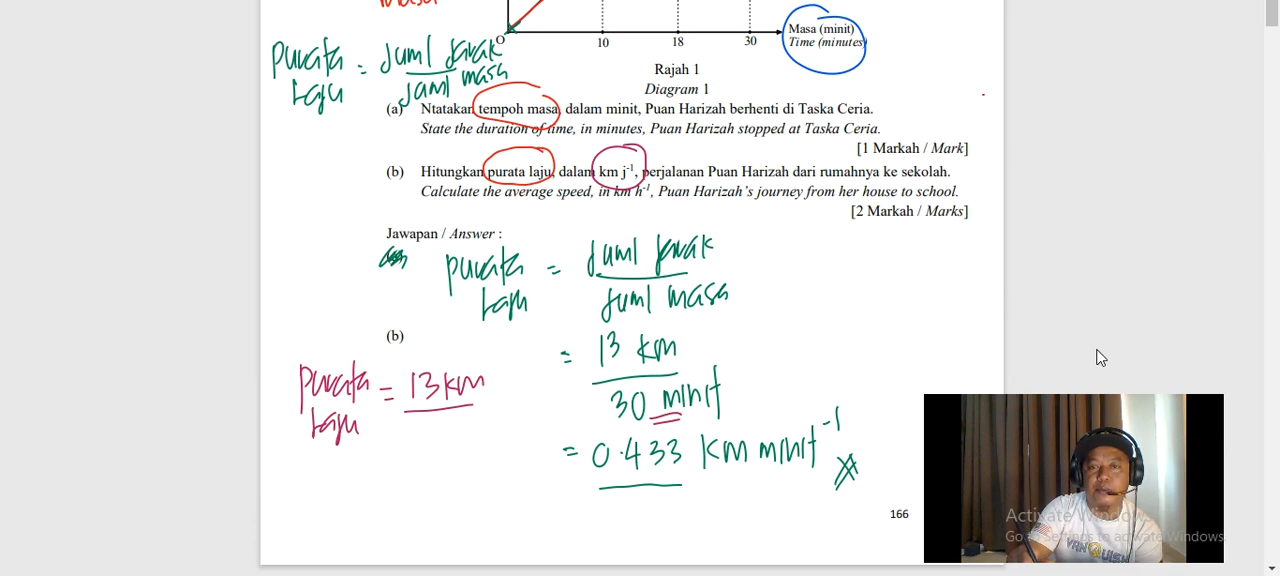 masa
O 10 18 30
Masa (minit)
Time (minutes)
Rajah 1
Diagram 1
purata laju = Juml Jarak / Juml masa
(a) Ntatakan tempoh masa, dalam minit, Puan Harizah berhenti di Taska Ceria.
State the duration of time, in minutes, Puan Harizah stopped at Taska Ceria.
[1 Markah / Mark]
(b) Hitungkan purata laju, dalam km j⁻¹, perjalanan Puan Harizah dari rumahnya ke sekolah.
Calculate the average speed, in km h⁻¹, Puan Harizah's journey from her house to school.
[2 Markah / Marks]
Jawapan / Answer :
purata laju = Juml Jarak / Juml masa
(b)
= 13 km / 30 minit
purata laju = 13 km
= 0.433 km minit⁻¹
166
Activate Windows
Go to Settings to activate Windows.
VANQUISH